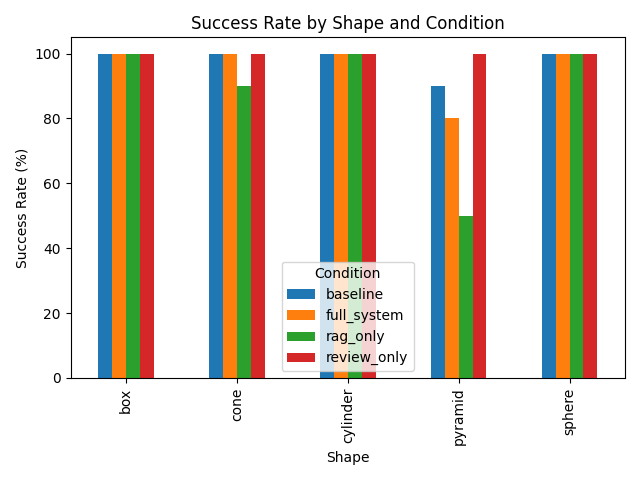 Success Rate by Shape and Condition
Success Rate (%)
100
80
60
40
20
0
Condition
baseline
full_system
rag_only
review_only
box
cone
cylinder
pyramid
sphere
Shape